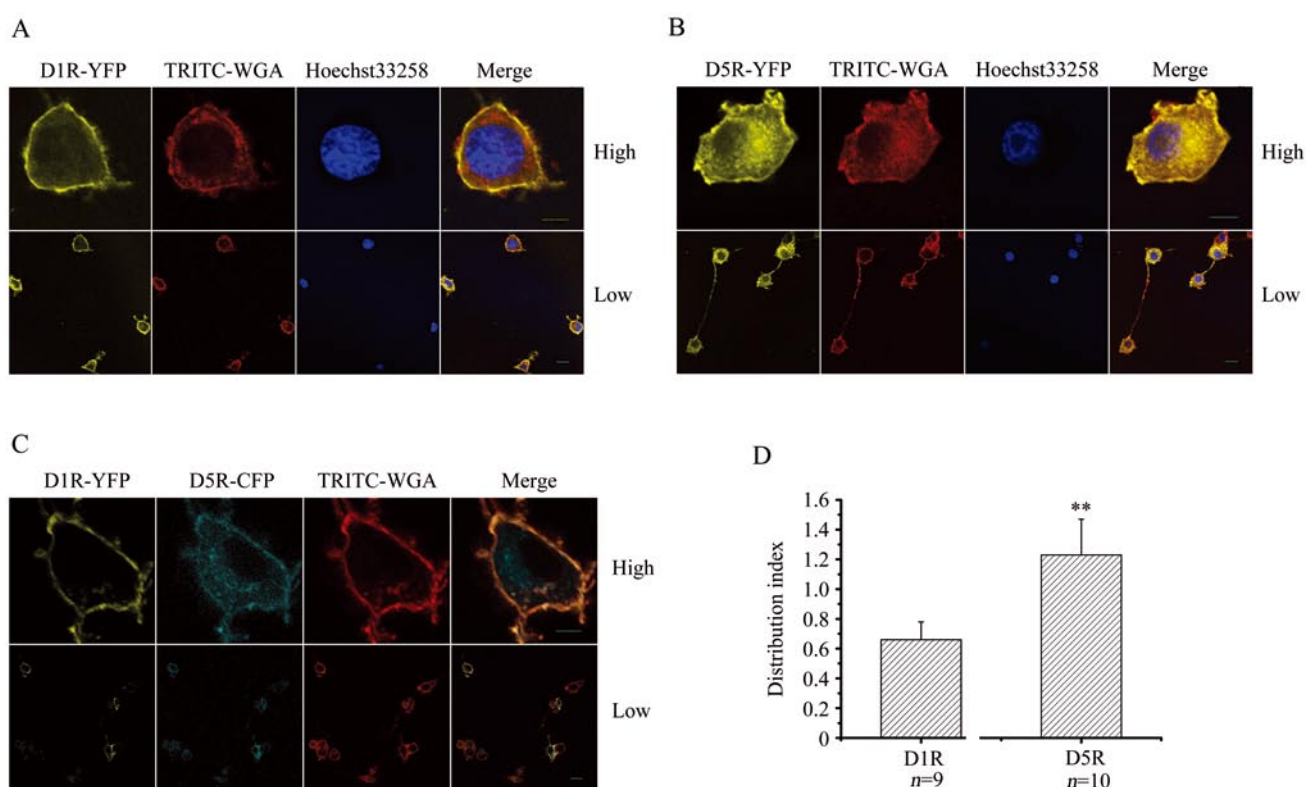 A
D1R-YFP TRITC-WGA Hoechst33258 Merge
High
Low
B
D5R-YFP TRITC-WGA Hoechst33258 Merge
High
Low
C
D1R-YFP D5R-CFP TRITC-WGA Merge
High
Low
D
Distribution index
1.6
1.4
1.2
1.0
0.8
0.6
0.4
0.2
0
**
D1R D5R
n=9 n=10